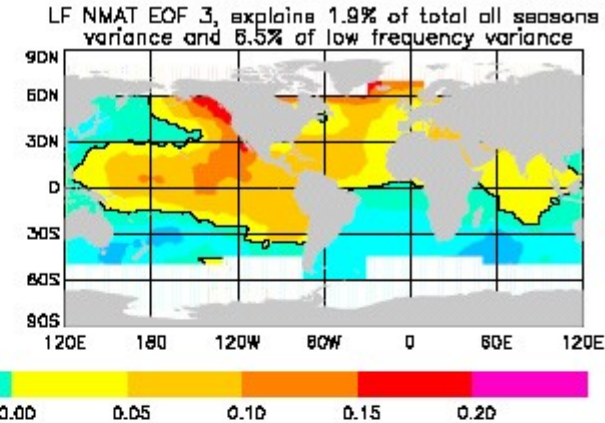 LF NMAT EOF 3, explains 1.9% of total all seasons
variance and 6.5% of low frequency variance
90N
60N
30N
0
30S
60S
90S
120E 180 120W 60W 0 60E 120E
0.00 0.05 0.10 0.15 0.20